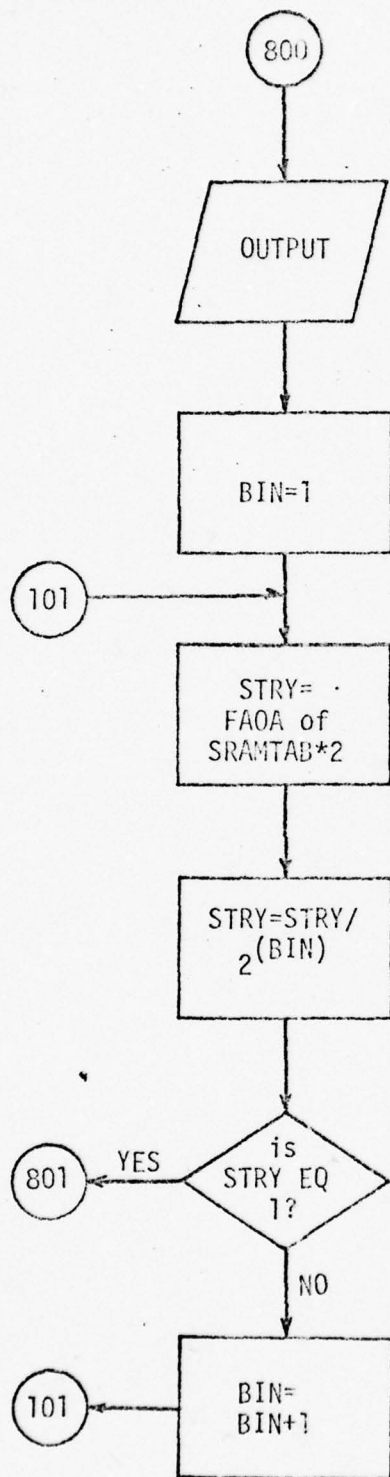 800
OUTPUT
BIN=1
101
STRY=
FAOA of
SRAMTAB*2
STRY=STRY/
2(BIN)
is
STRY EQ
1?
YES
801
NO
BIN=
BIN+1
101